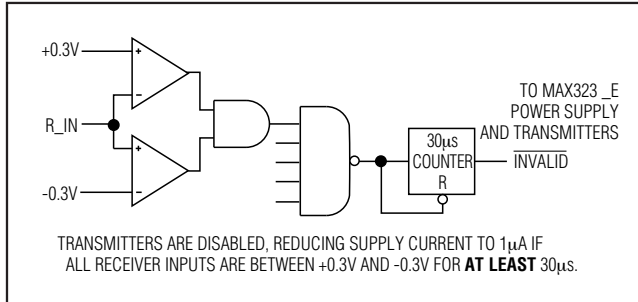 +0.3V
R_IN
-0.3V
+
-
+
-
30µs
COUNTER
R
TO MAX323 _E
POWER SUPPLY
AND TRANSMITTERS
INVALID
TRANSMITTERS ARE DISABLED, REDUCING SUPPLY CURRENT TO 1µA IF
ALL RECEIVER INPUTS ARE BETWEEN +0.3V AND -0.3V FOR AT LEAST 30µs.